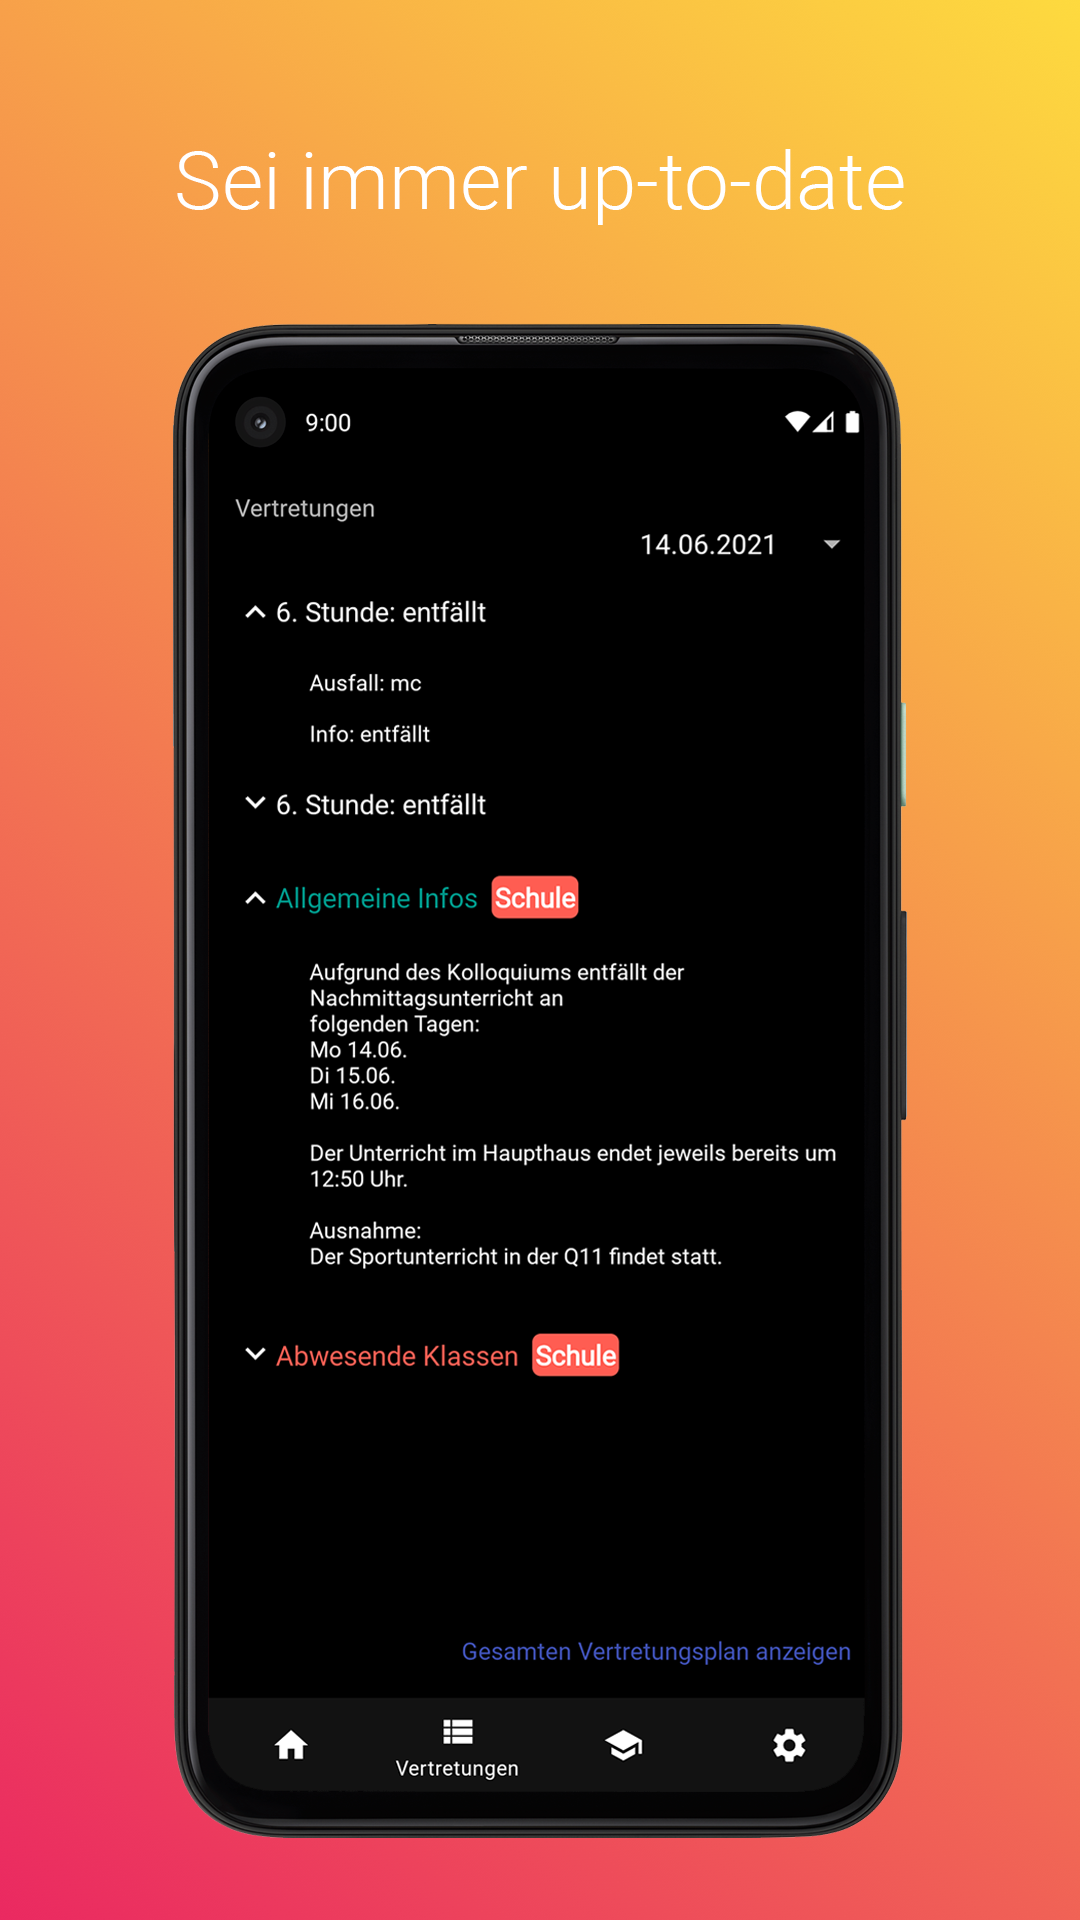 Sei immer up-to-date
9:00
Vertretungen
14.06.2021
6. Stunde: entfällt
Ausfall: mc
Info: entfällt
6. Stunde: entfällt
Allgemeine Infos Schule
Aufgrund des Kolloquiums entfällt der
Nachmittagsunterricht an
folgenden Tagen:
Mo 14.06.
Di 15.06.
Mi 16.06.
Der Unterricht im Haupthaus endet jeweils bereits um
12:50 Uhr.
Ausnahme:
Der Sportunterricht in der Q11 findet statt.
Abwesende Klassen Schule
Gesamten Vertretungsplan anzeigen
Vertretungen